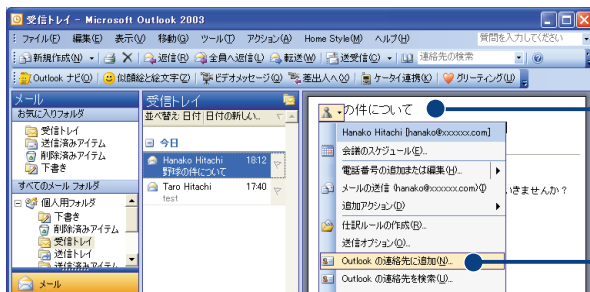 受信トレイ - Microsoft Outlook 2003
ファイル(F) 編集(E) 表示(V) 移動(G) ツール(T) アクション(A) Home Style(M) ヘルプ(H) 質問を入力してください
新規作成(N) 返信(R) 全員へ返信(L) 転送(W) 送受信(C) 連絡先の検索
Outlook ナビ(O) 似顔絵と絵文字(Z) ビデオメッセージ(Q) 差出人へ(X) ケータイ連携(K) グリーティング(U)
メール
お気に入りフォルダ
受信トレイ
送信済みアイテム
削除済みアイテム
下書き
すべてのメール フォルダ
個人用フォルダ
下書き
削除済みアイテム
受信トレイ
送信トレイ
送信済みアイテム
メール
受信トレイ
並べ替え: 日付 日付の新しい..
今日
Hanako Hitachi 18:12
野球の件について
Taro Hitachi 17:40
test
の件について
Hanako Hitachi [hanako@xxxxxx.com]
会議のスケジュール(E)...
電話番号の追加または編集(H)...
メールの送信 (hanako@xxxxxx.com)(I)
いきませんか?
追加アクション(D)
仕訳ルールの作成(R)...
送信オプション(O)...
Outlook の連絡先に追加(N)...
Outlook の連絡先を検索(U)...